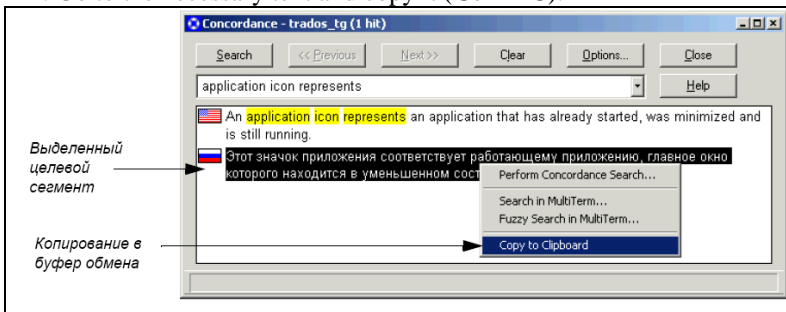 Concordance - trados_tg (1 hit)
Search << Previous Next >> Clear Options... Close
application icon represents Help
An application icon represents an application that has already started, was minimized and
is still running.
Выделенный
целевой
сегмент
Этот значок приложения соответствует работающему приложению, главное окно
которого находится в уменьшенном
Perform Concordance Search...
Search in MultiTerm...
Fuzzy Search in MultiTerm...
Copy to Clipboard
Копирование в
буфер обмена